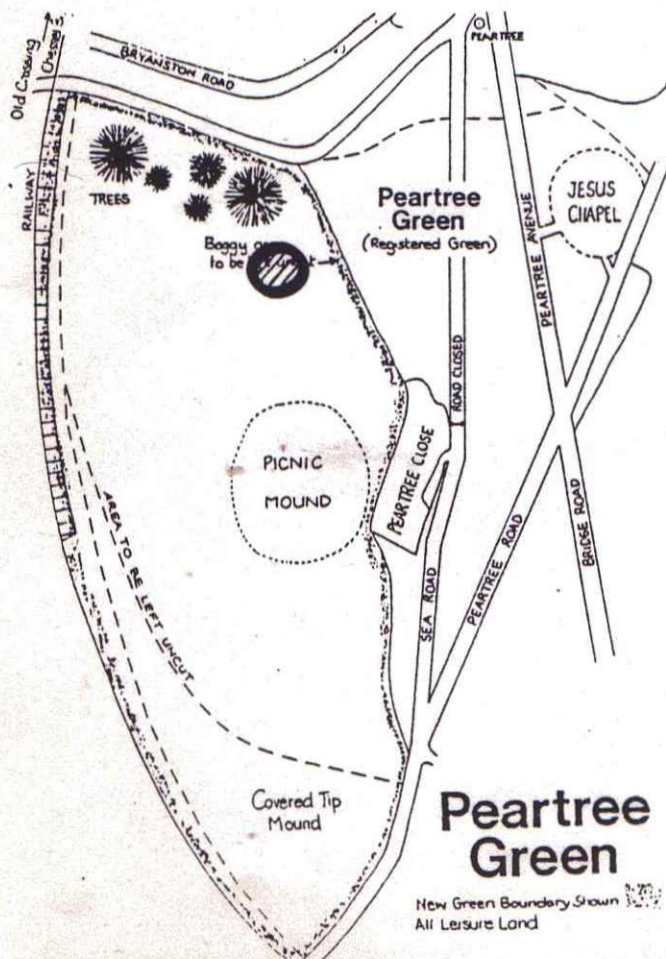 Old Crossing
BRYANSTON ROAD
PEARTREE
RAILWAY
TREES
Peartree
Green
(Registered Green)
JESUS
CHAPEL
Boggy
to be
PEARTREE AVENUE
ROAD CLOSED
PICNIC
MOUND
PEARTREE CLOSE
AREA TO BE LEFT UNCUT
SEA ROAD
PEARTREE ROAD
BRIDGE ROAD
Covered Tip
Mound
Peartree
Green
New Green Boundary Shown
All Leisure Land